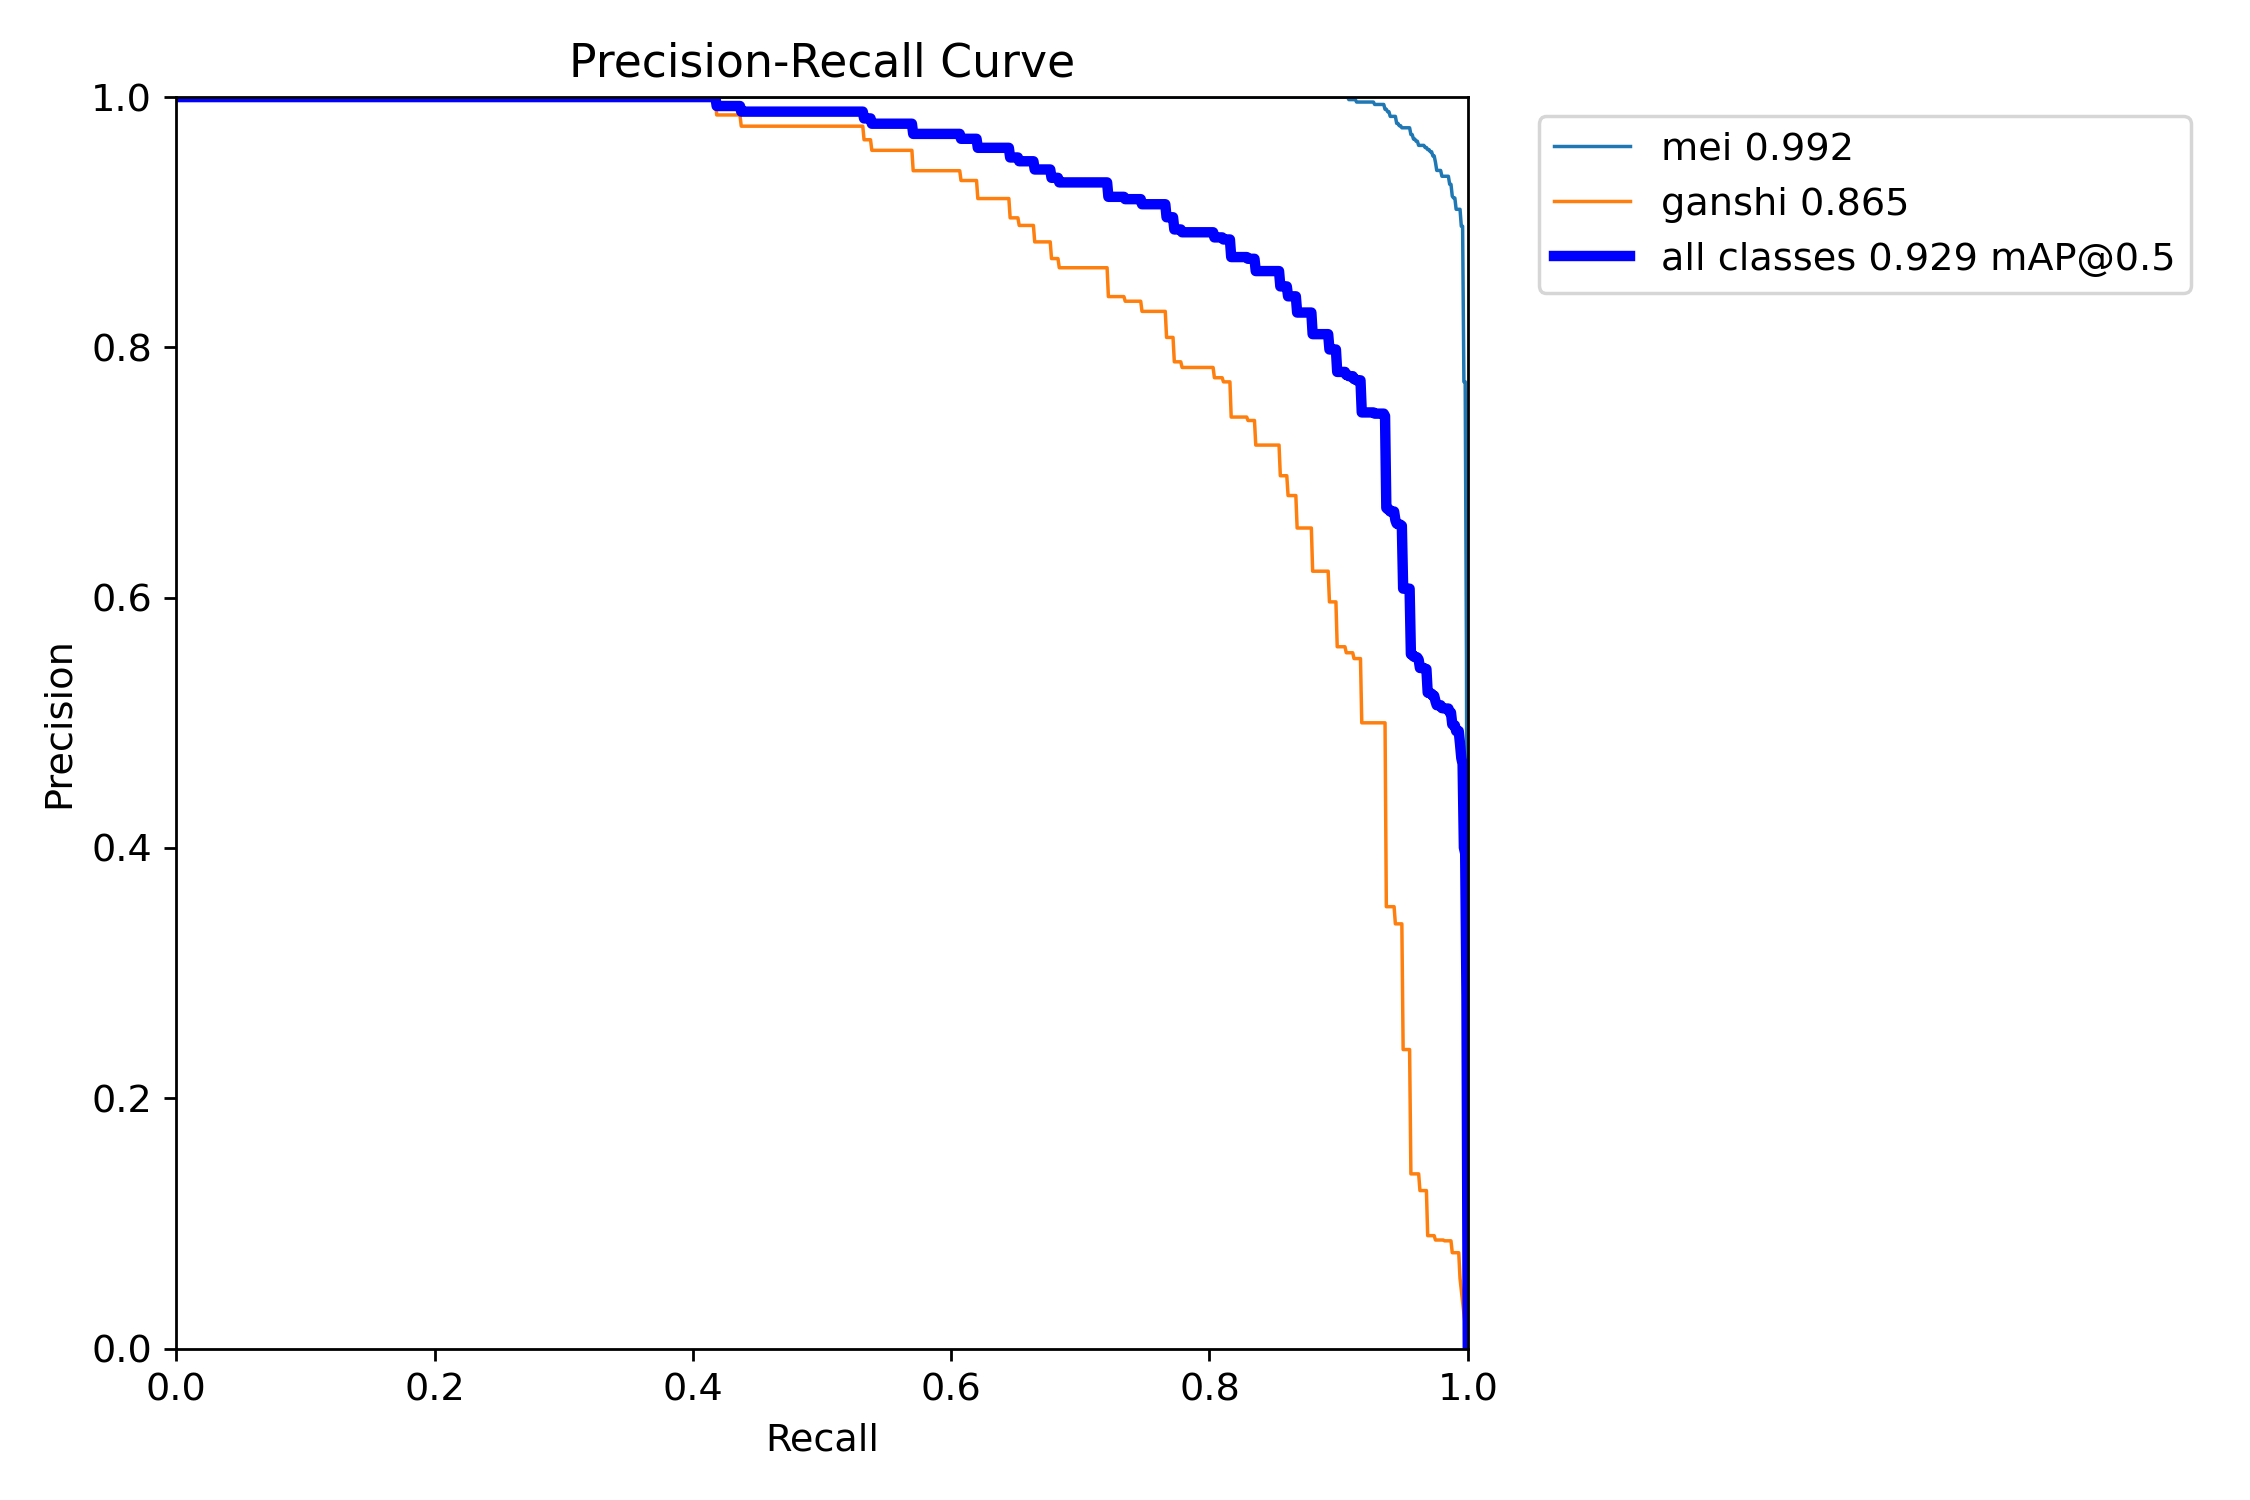 Precision-Recall Curve
mei 0.992
ganshi 0.865
all classes 0.929 mAP@0.5
Precision
1.0
0.8
0.6
0.4
0.2
0.0
0.0 0.2 0.4 0.6 0.8 1.0
Recall